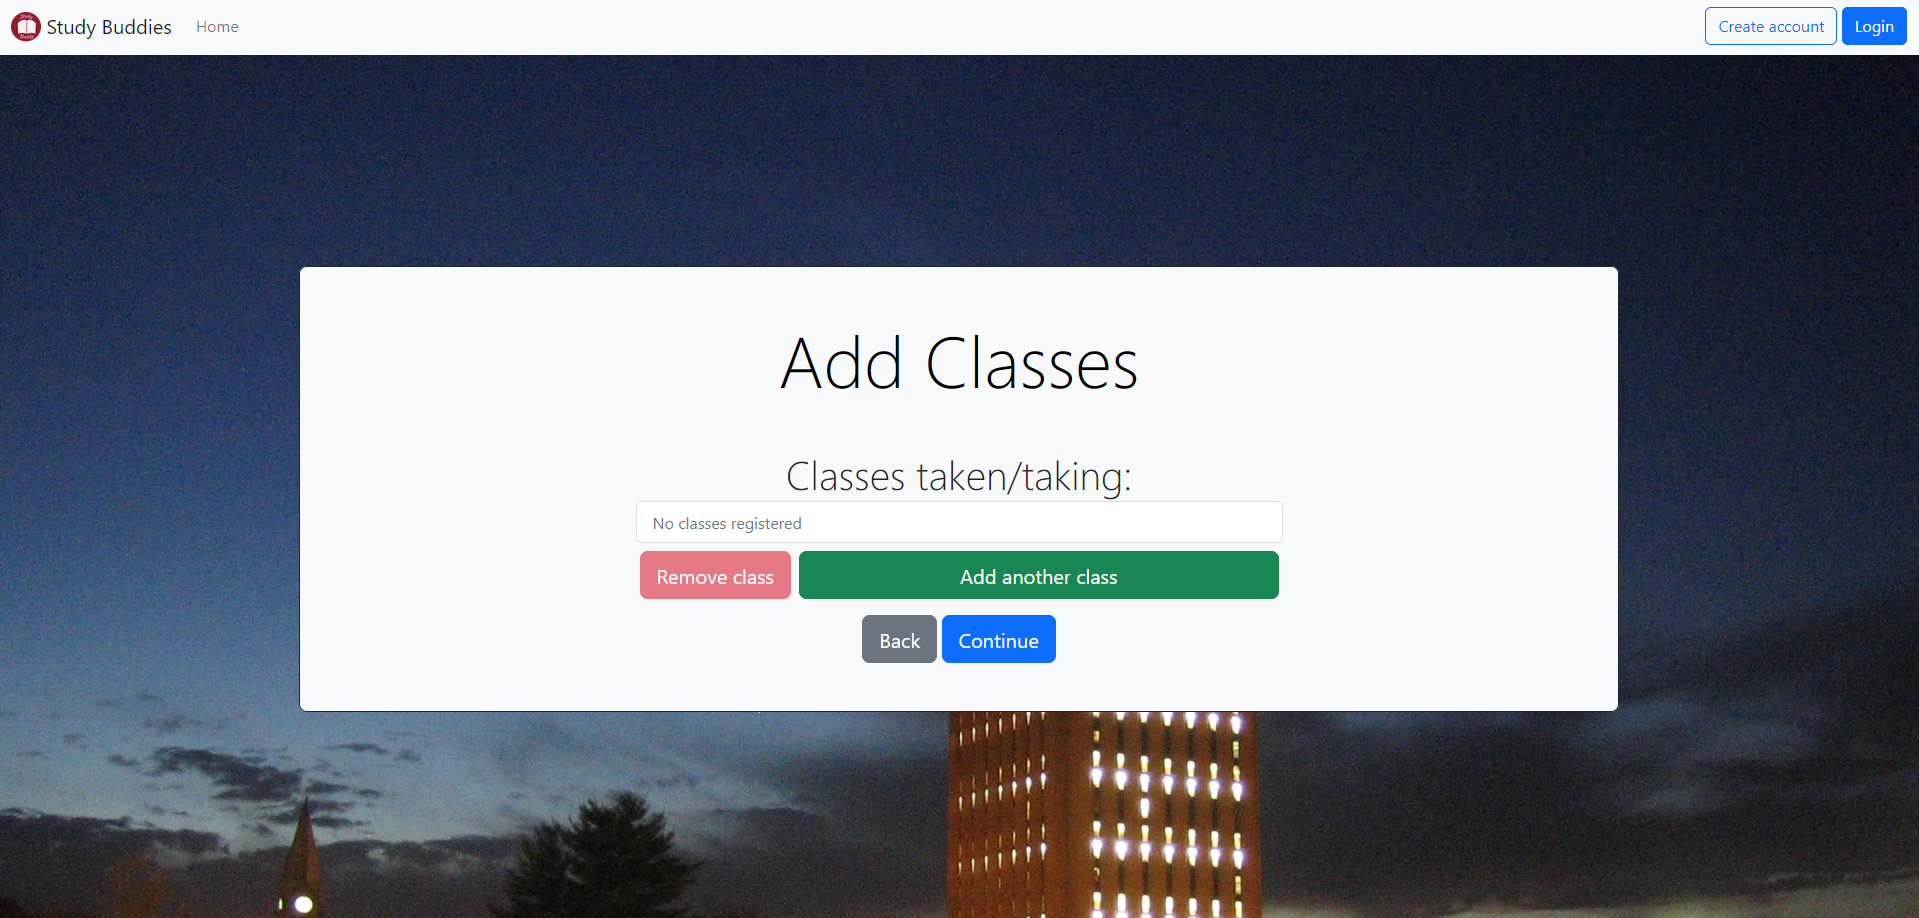 Study Buddies Home Create account Login
Add Classes
Classes taken/taking:
No classes registered
Remove class Add another class
Back Continue